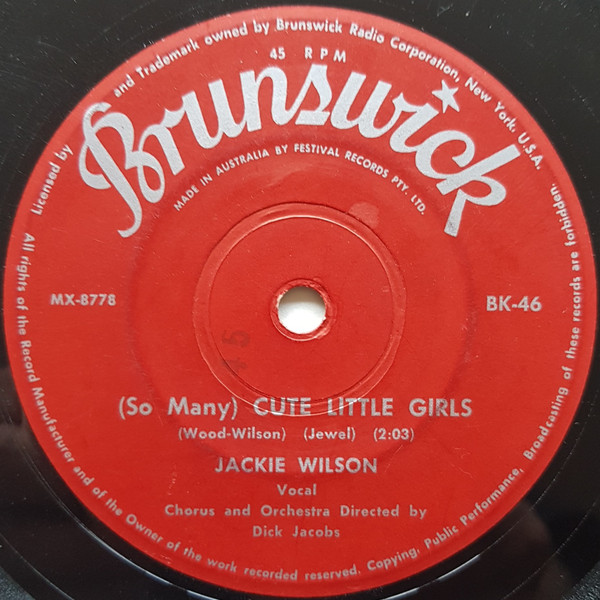 Licensed by and Trademark owned by Brunswick Radio Corporation, New York. U.S.A.
45 RPM
Brunswick
MADE IN AUSTRALIA BY FESTIVAL RECORDS PTY. LTD.
MX-8778
BK-46
45
(So Many) CUTE LITTLE GIRLS
(Wood-Wilson) (Jewel) (2:03)
JACKIE WILSON
Vocal
Chorus and Orchestra Directed by
Dick Jacobs
All rights of the Record Manufacturer and of the Owner of the work recorded reserved. Copying, Public Performance, Broadcasting of these records are forbidden.